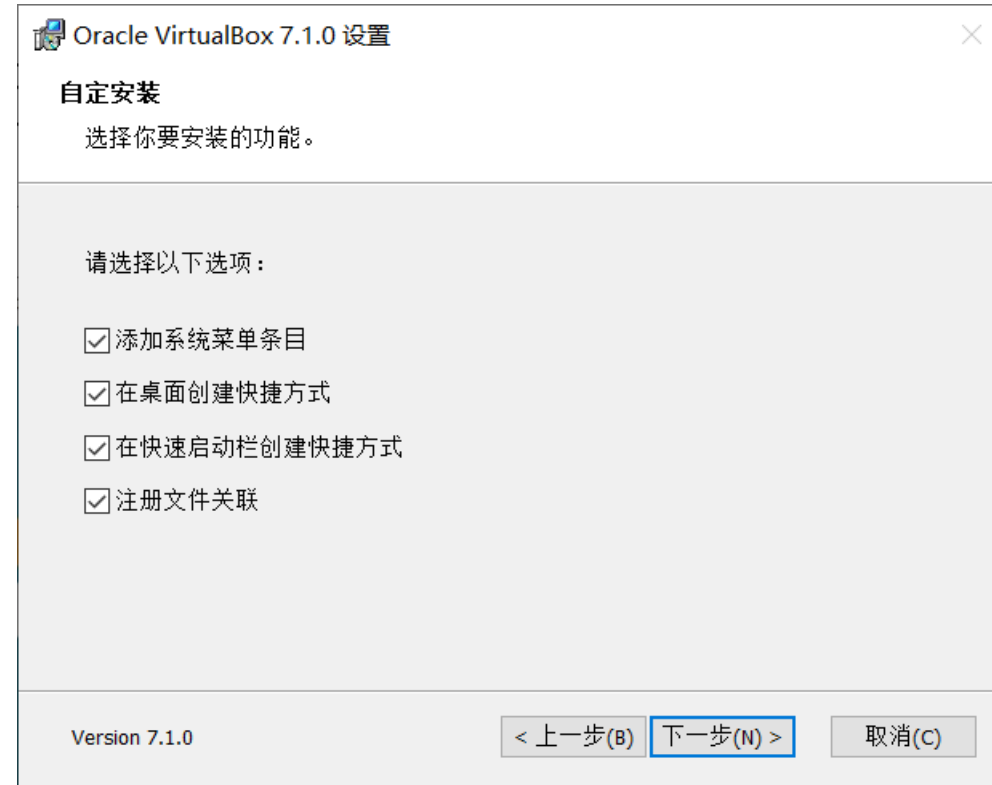 Oracle VirtualBox 7.1.0 设置
自定安装
选择你要安装的功能。
请选择以下选项：
添加系统菜单条目
在桌面创建快捷方式
在快速启动栏创建快捷方式
注册文件关联
Version 7.1.0
< 上一步(B) 下一步(N) > 取消(C)